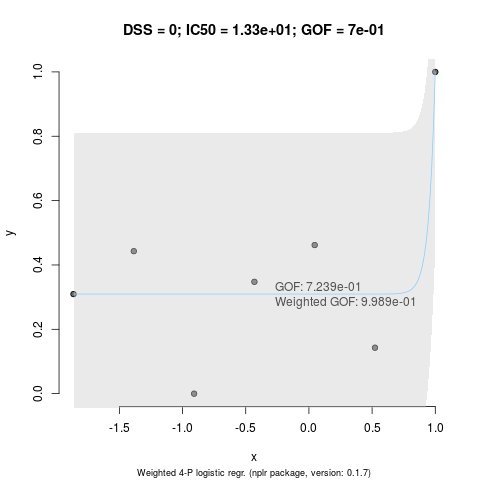 DSS = 0; IC50 = 1.33e+01; GOF = 7e-01
1.0
0.8
0.6
0.4
0.2
0.0
y
GOF: 7.239e-01
Weighted GOF: 9.989e-01
-1.5 -1.0 -0.5 0.0 0.5 1.0
x
Weighted 4-P logistic regr. (nplr package, version: 0.1.7)